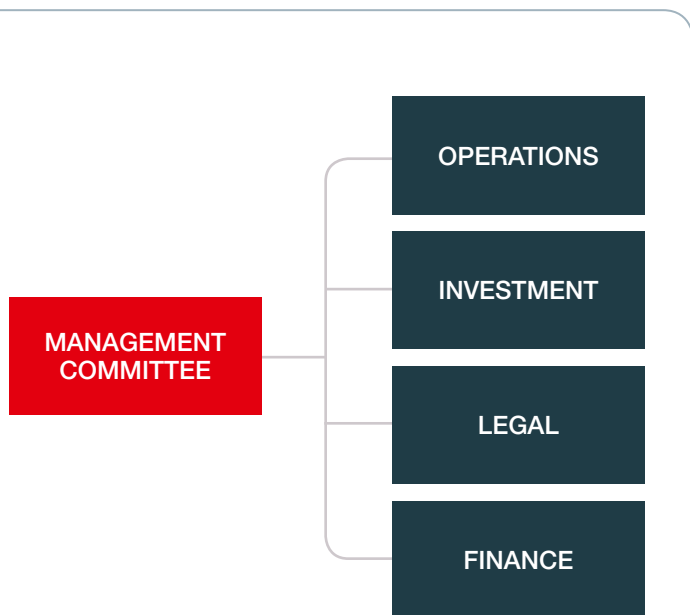 OPERATIONS
INVESTMENT
MANAGEMENT
COMMITTEE
LEGAL
FINANCE